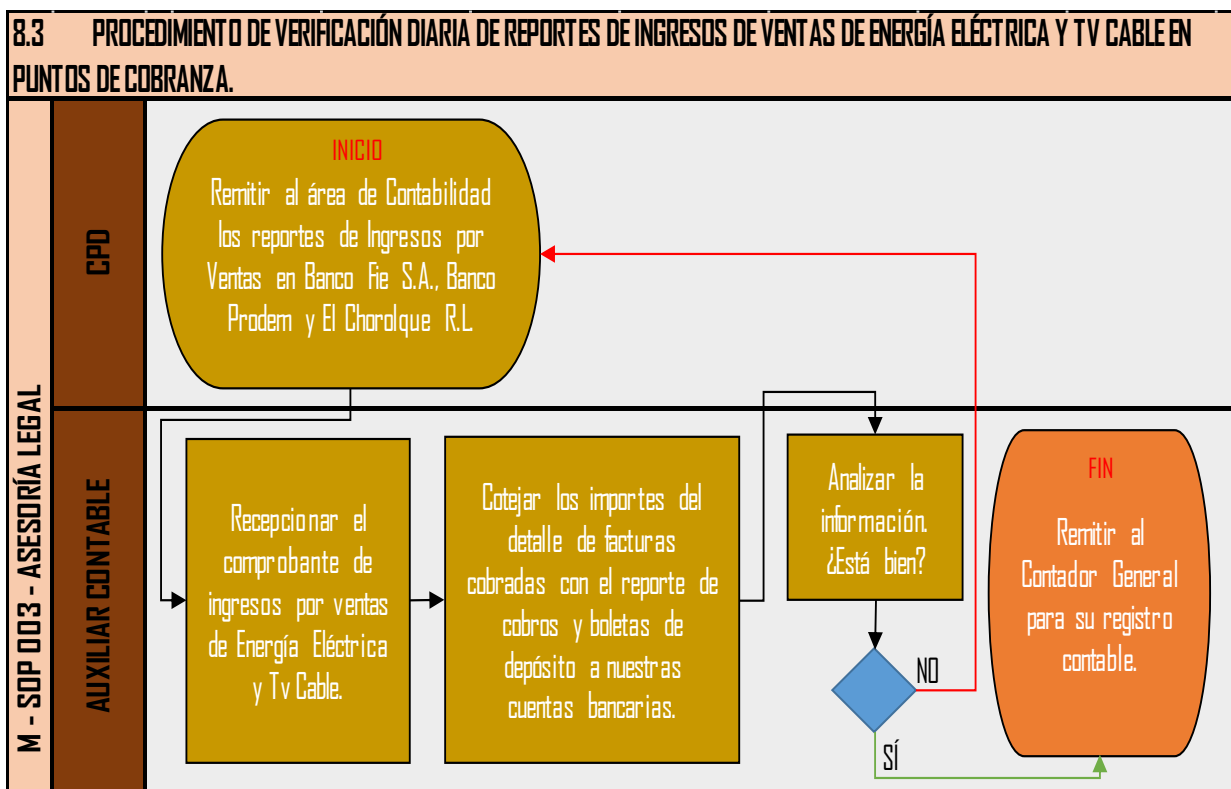 8.3 PROCEDIMIENTO DE VERIFICACIÓN DIARIA DE REPORTES DE INGRESOS DE VENTAS DE ENERGÍA ELÉCTRICA Y TV CABLE EN
PUNTOS DE COBRANZA.
M - SOP 003 - ASESORÍA LEGAL
CPD
INICIO
Remitir al área de Contabilidad
los reportes de Ingresos por
Ventas en Banco Fie S.A., Banco
Prodem y El Chorolque R.L.
AUXILIAR CONTABLE
Recepcionar el
comprobante de
ingresos por ventas
de Energía Eléctrica
y Tv Cable.
Cotejar los importes del
detalle de facturas
cobradas con el reporte de
cobros y boletas de
depósito a nuestras
cuentas bancarias.
Analizar la
información.
¿Está bien?
NO
SÍ
FIN
Remitir al
Contador General
para su registro
contable.